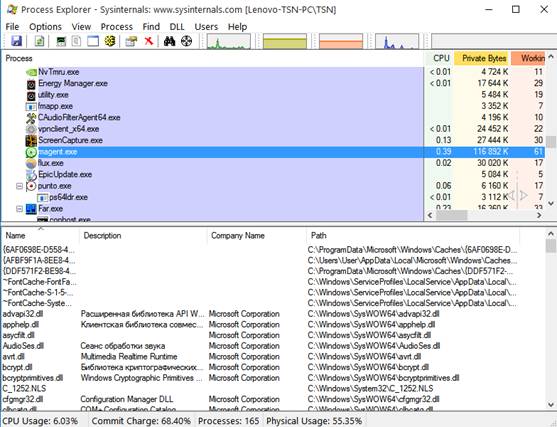 Process Explorer - Sysinternals: www.sysinternals.com [Lenovo-TSN-PC\TSN]
File Options View Process Find DLL Users Help
Process CPU Private Bytes Workin
NvTmru.exe < 0.01 4 724 K 11
Energy Manager.exe < 0.01 17 644 K 29
utility.exe 5 484 K 19
fmapp.exe 3 352 K 7
CAudioFilterAgent64.exe 4 196 K 10
vpnclient_x64.exe < 0.01 24 452 K 22
ScreenCapture.exe 0.13 27 444 K 38
magent.exe 0.39 116 892 K 61
flux.exe 0.02 30 020 K 17
EpicUpdate.exe 5 084 K 5
punto.exe 0.06 6 160 K 17
ps64ldr.exe < 0.01 3 112 K 7
Far.exe 0.23 16 360 K 33
conhost.exe
Name Description Company Name Path
{6AF0698E-D558-4... C:\ProgramData\Microsoft\Windows\Caches\{6AF0698E-D...
{AFBF9F1A-8EE8-4... C:\Users\User\AppData\Local\Microsoft\Windows\Caches...
{DDF571F2-BE98-4... C:\ProgramData\Microsoft\Windows\Caches\{DDF571F2-...
~FontCache-FontFa... C:\Windows\ServiceProfiles\LocalService\AppData\Local\...
~FontCache-S-1-5-... C:\Windows\ServiceProfiles\LocalService\AppData\Local\...
~FontCache-Syste... C:\Windows\ServiceProfiles\LocalService\AppData\Local\...
advapi32.dll Расширенная библиотека API W... Microsoft Corporation C:\Windows\SysWOW64\advapi32.dll
apphelp.dll Клиентская библиотека совмес... Microsoft Corporation C:\Windows\SysWOW64\apphelp.dll
asycfilt.dll C:\Windows\SysWOW64\asycfilt.dll
AudioSes.dll Сеанс обработки звука Microsoft Corporation C:\Windows\SysWOW64\AudioSes.dll
avrt.dll Multimedia Realtime Runtime Microsoft Corporation C:\Windows\SysWOW64\avrt.dll
bcrypt.dll Библиотека криптографических... Microsoft Corporation C:\Windows\SysWOW64\bcrypt.dll
bcryptprimitives.dll Windows Cryptographic Primitives ... Microsoft Corporation C:\Windows\SysWOW64\bcryptprimitives.dll
C_1252.NLS C:\Windows\System32\C_1252.NLS
cfgmgr32.dll Configuration Manager DLL Microsoft Corporation C:\Windows\SysWOW64\cfgmgr32.dll
clbcatq.dll COM+ Configuration Catalog Microsoft Corporation C:\Windows\SysWOW64\clbcatq.dll
CPU Usage: 6.03% Commit Charge: 68.40% Processes: 165 Physical Usage: 55.35%